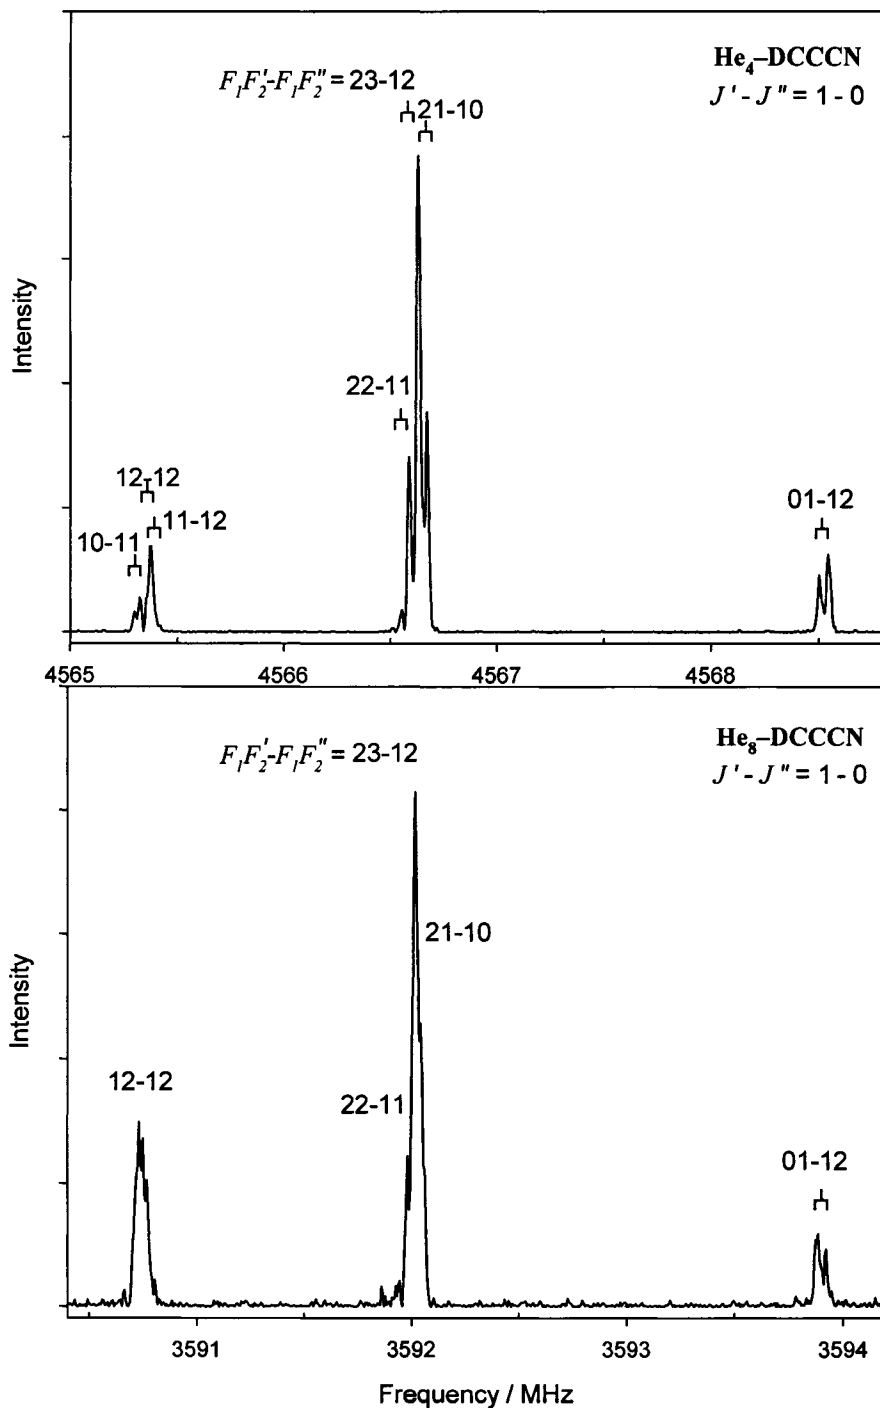 He₄–DCCCN
F₁F₂'-F₁F₂" = 23-12
J' - J" = 1 - 0
21-10
22-11
12-12
11-12
10-11
01-12
Intensity
4565 4566 4567 4568
He₈–DCCCN
F₁F₂'-F₁F₂" = 23-12
J' - J" = 1 - 0
21-10
12-12
22-11
01-12
Intensity
3591 3592 3593 3594
Frequency / MHz